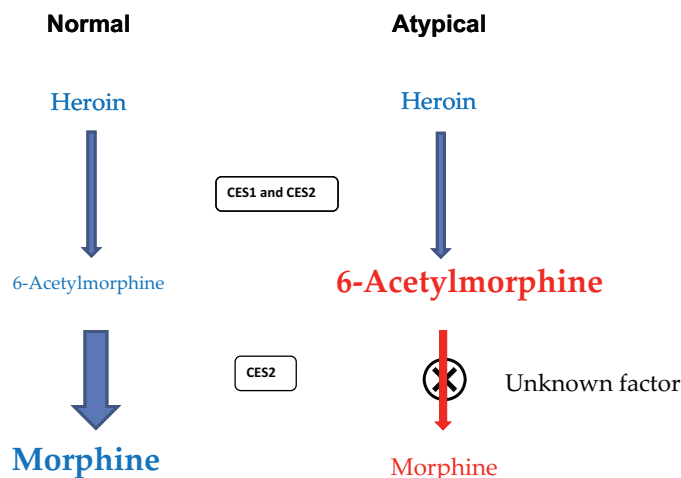 Normal
Atypical
Heroin
Heroin
CES1 and CES2
6-Acetylmorphine
6-Acetylmorphine
CES2
Unknown factor
Morphine
Morphine